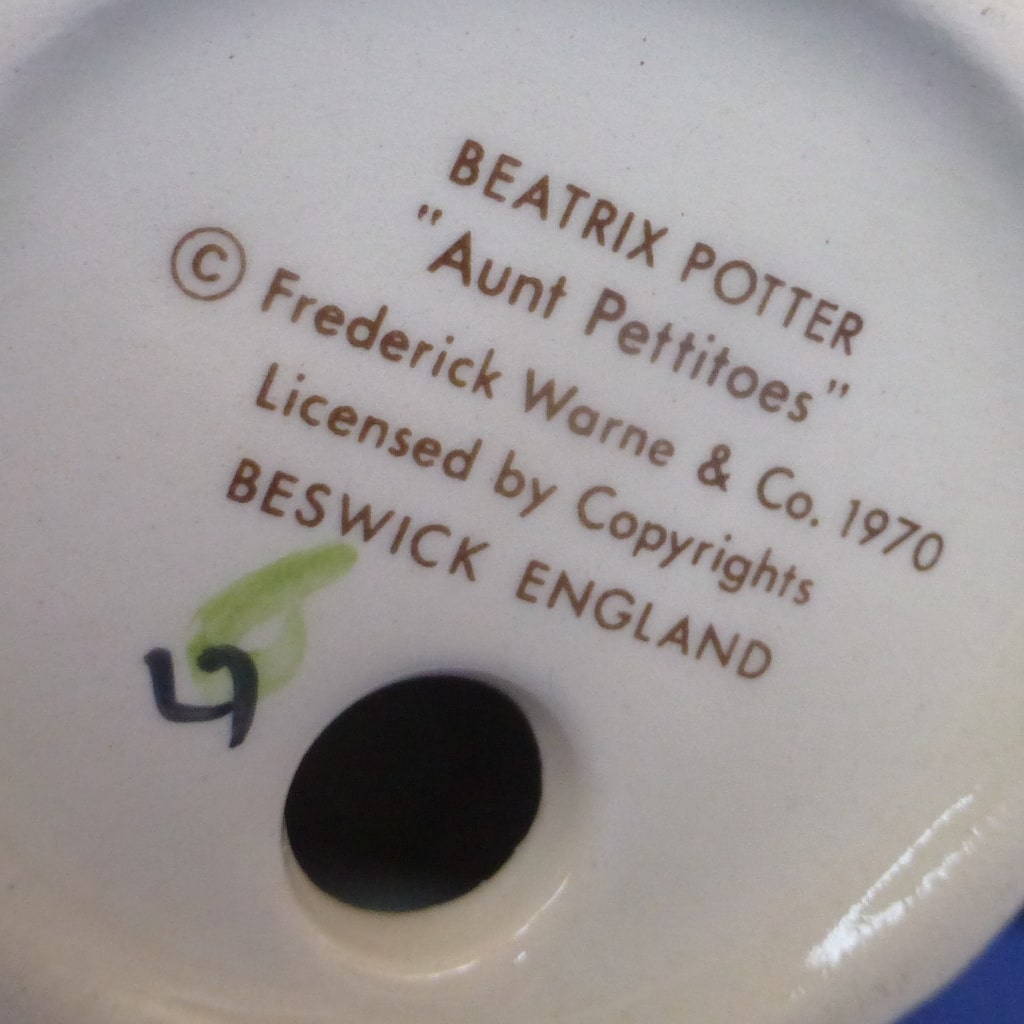 BEATRIX POTTER
"Aunt Pettitoes"
© Frederick Warne & Co. 1970
Licensed by Copyrights
BESWICK ENGLAND